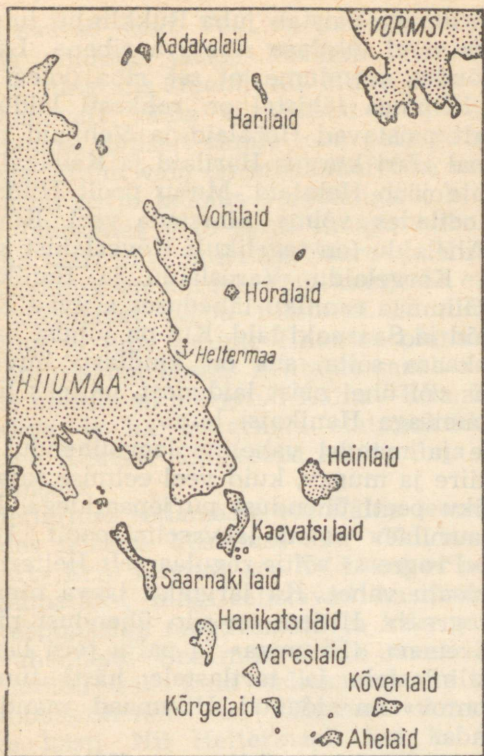 VORMSI
Kadakalaid
Harilaid
Vohilaid
Hõralaid
Heltermaa
HIIUMAA
Heinlaid
Kaevatsi laid
Saarnaki laid
Hanikatsi laid
Vareslaid
Kõverlaid
Kõrgelaid
Ahelaid